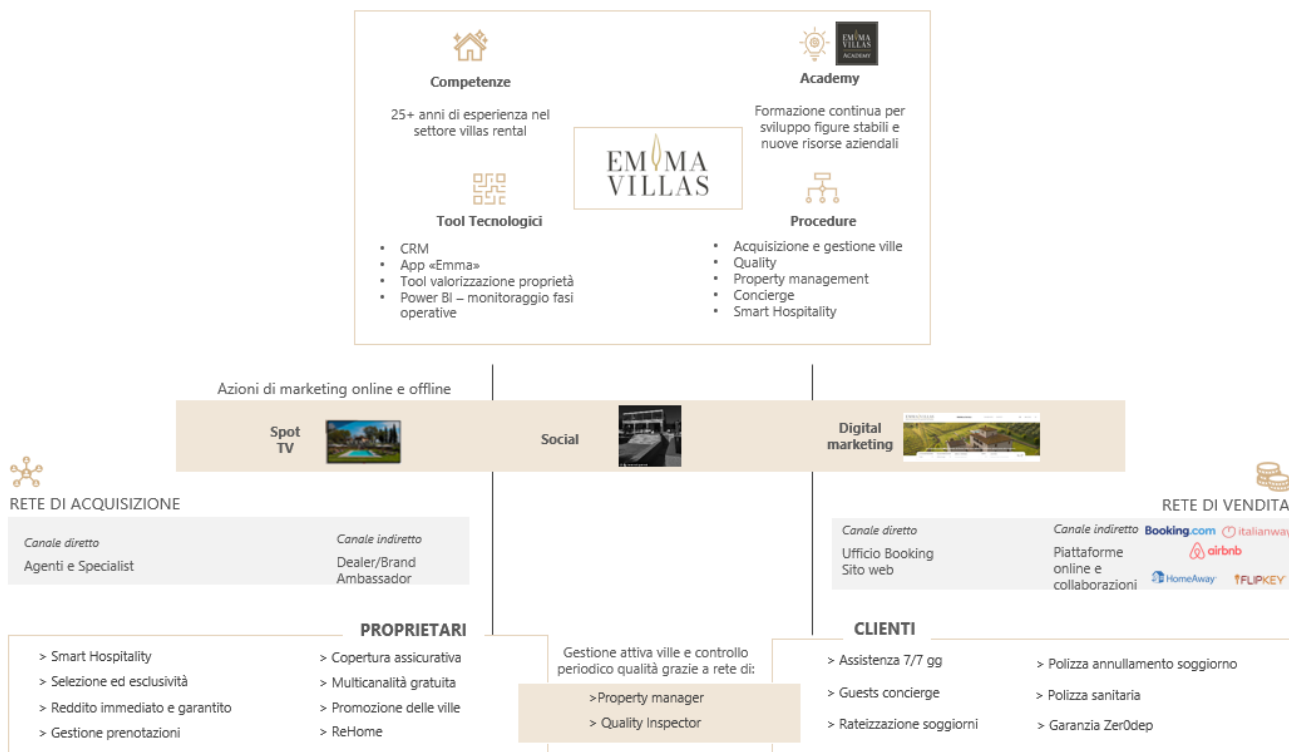 Competenze
25+ anni di esperienza nel
settore villas rental
EMMA
VILLAS
ACADEMY
Academy
Formazione continua per
sviluppo figure stabili e
nuove risorse aziendali
EMMA
VILLAS
Tool Tecnologici
• CRM
• App «Emma»
• Tool valorizzazione proprietà
• Power BI – monitoraggio fasi
operative
Procedure
• Acquisizione e gestione ville
• Quality
• Property management
• Concierge
• Smart Hospitality
Azioni di marketing online e offline
Spot
TV
Social
Digital
marketing
RETE DI ACQUISIZIONE
Canale diretto
Agenti e Specialist
Canale indiretto
Dealer/Brand
Ambassador
RETE DI VENDITA
Canale diretto
Ufficio Booking
Sito web
Canale indiretto
Piattaforme
online e
collaborazioni
Booking.com
italianway
airbnb
HomeAway
FLIPKEY
PROPRIETARI
> Smart Hospitality
> Selezione ed esclusività
> Reddito immediato e garantito
> Gestione prenotazioni
> Copertura assicurativa
> Multicanalità gratuita
> Promozione delle ville
> ReHome
Gestione attiva ville e controllo
periodico qualità grazie a rete di:
>Property manager
> Quality Inspector
CLIENTI
> Assistenza 7/7 gg
> Guests concierge
> Rateizzazione soggiorni
> Polizza annullamento soggiorno
> Polizza sanitaria
> Garanzia Zer0dep